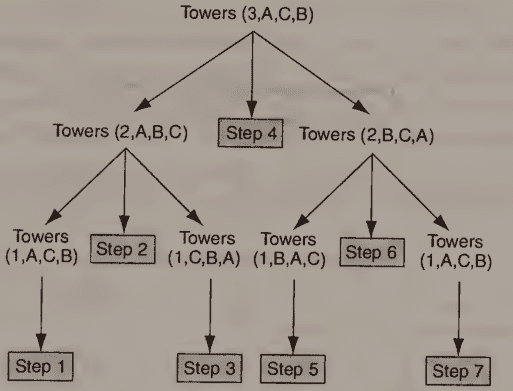 Towers (3,A,C,B)
Towers (2,A,B,C)
Step 4
Towers (2,B,C,A)
Towers
(1,A,C,B)
Step 2
Towers
(1,C,B,A)
Towers
(1,B,A,C)
Step 6
Towers
(1,A,C,B)
Step 1
Step 3
Step 5
Step 7